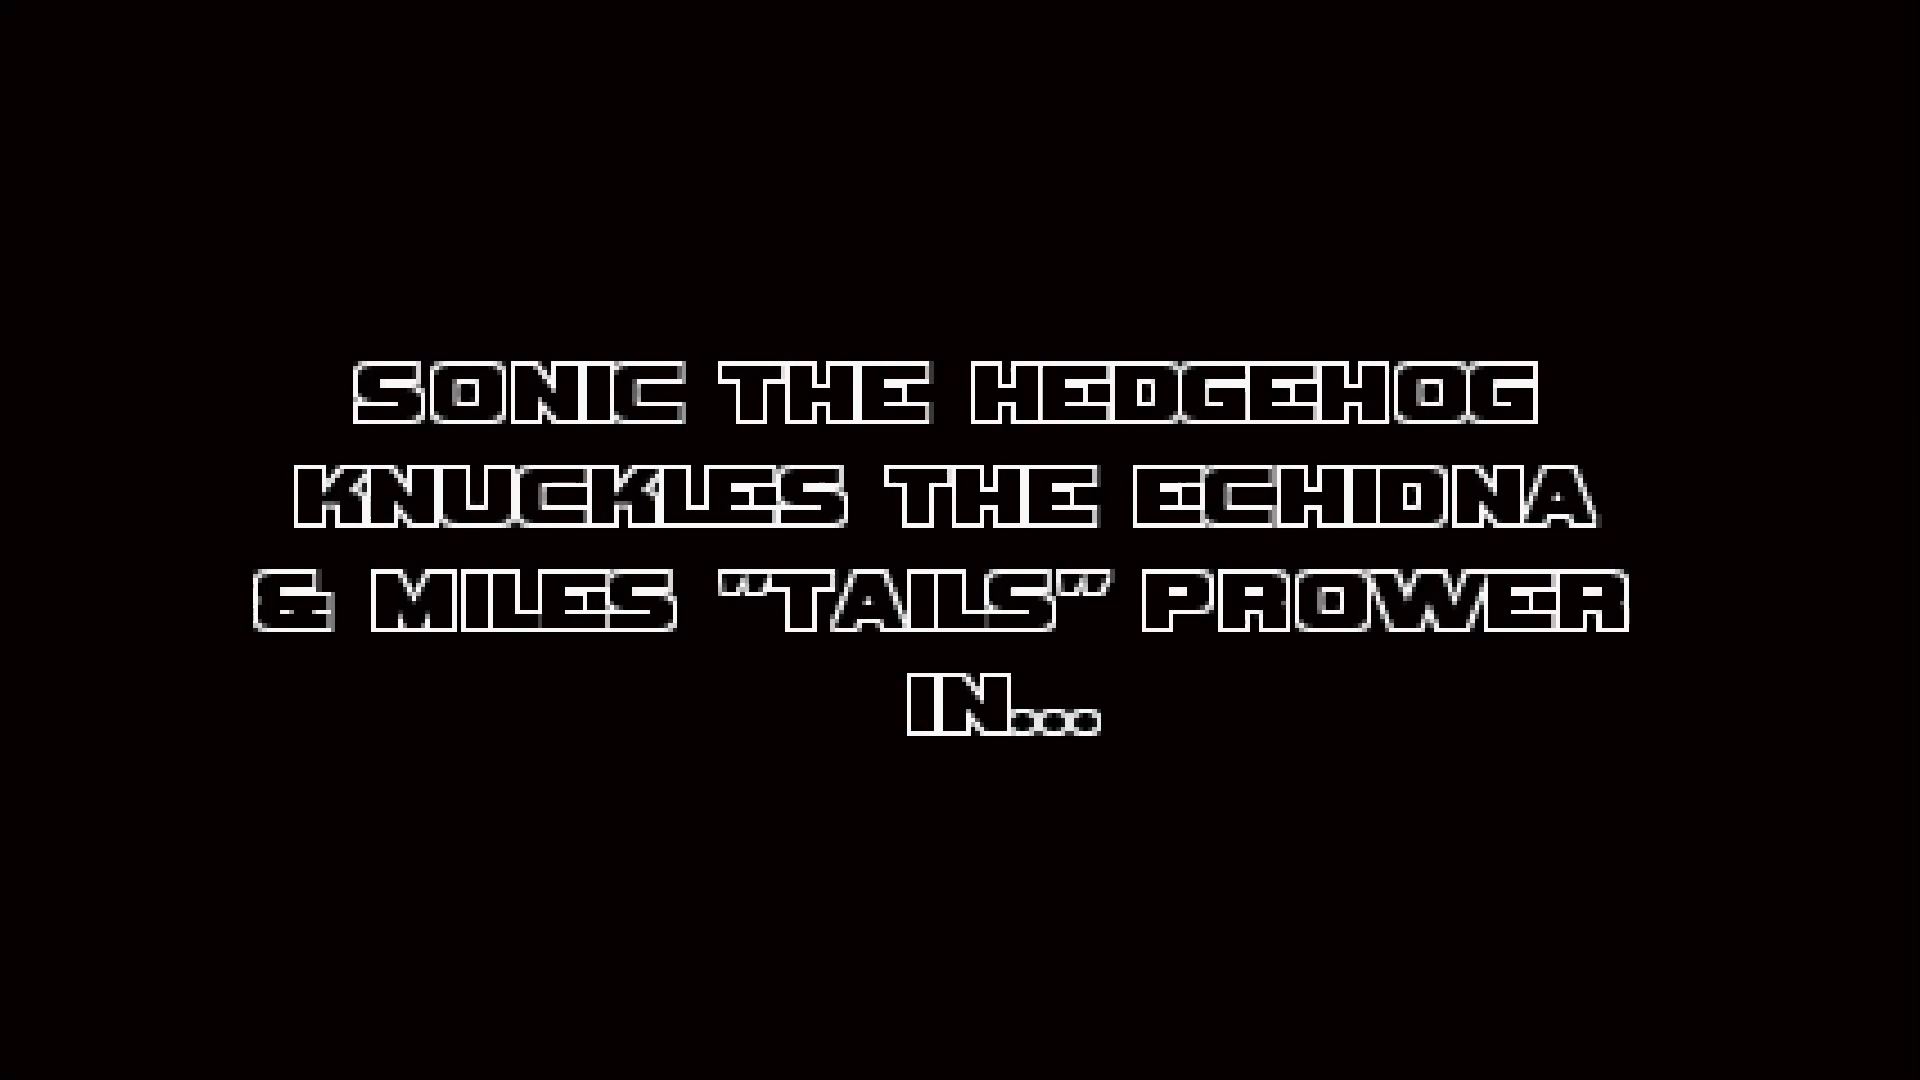 SONIC THE HEDGEHOG
KNUCKLES THE ECHIDNA
& MILES "TAILS" PROWER
IN...